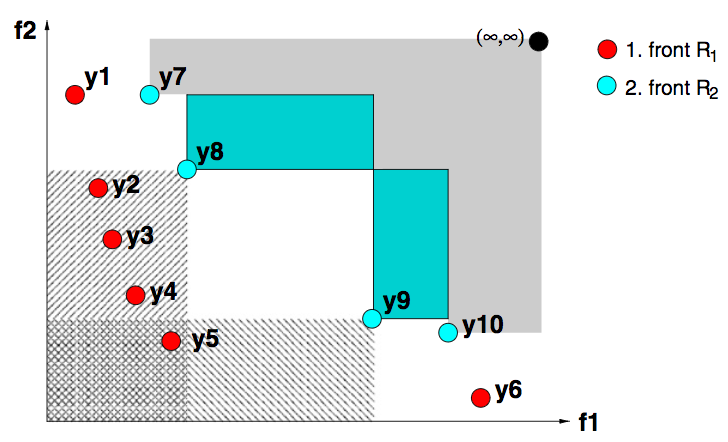 f2
(∞,∞)
1. front R1
y1
y7
2. front R2
y8
y2
y3
y4
y9
y5
y10
y6
f1